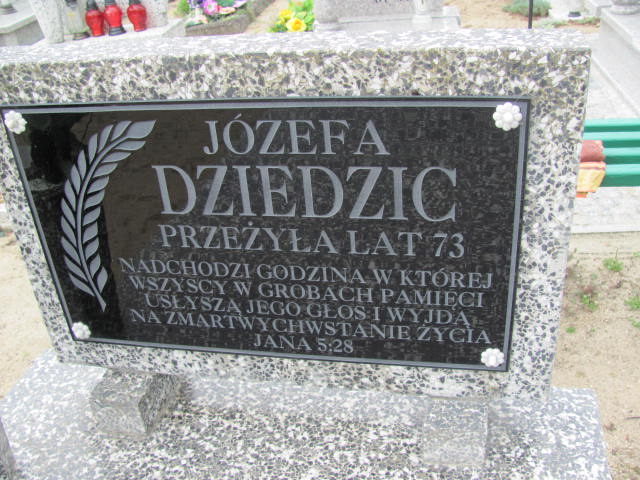 JÓZEFA
DZIEDZIC
PRZEŻYŁA LAT 73
NADCHODZI GODZINA W KTÓREJ
WSZYSCY W GROBACH PAMIĘCI
USŁYSZĄ JEGO GŁOS I WYJDĄ
NA ZMARTWYCHWSTANIE ŻYCIA
JANA 5:28